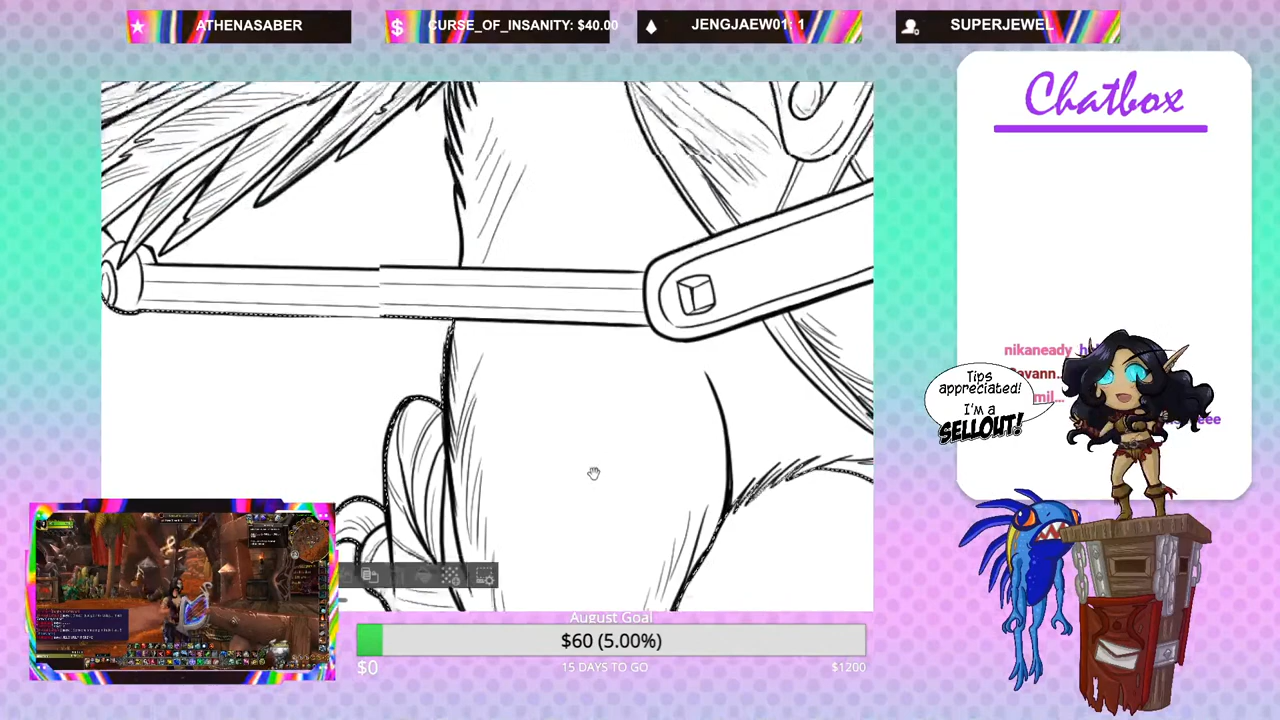 ATHENASABER
CURSE_OF_INSANITY: $40.00
JENGJAEW01: 1
SUPERJEWEL
Chatbox
nikaneady
Tips
appreciated!
I'm a
SELLOUT!
August Goal
$60 (5.00%)
$0
15 DAYS TO GO
$1200